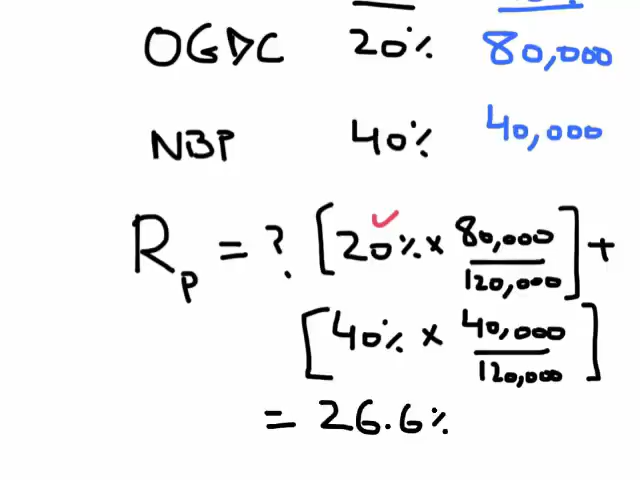 OGDC 20% 80,000
NBP 40% 40,000
Rp = ? [20% × 80,000/120,000] +
[40% × 40,000/120,000]
= 26.6%